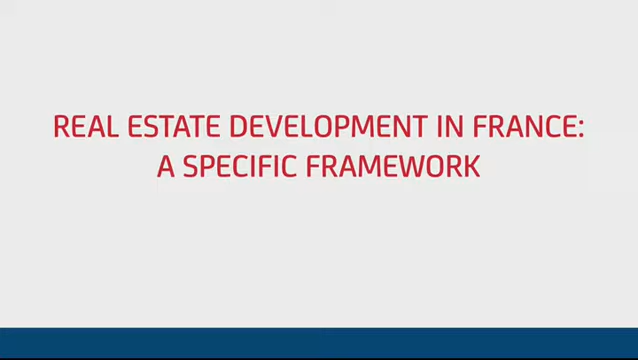 REAL ESTATE DEVELOPMENT IN FRANCE:
A SPECIFIC FRAMEWORK